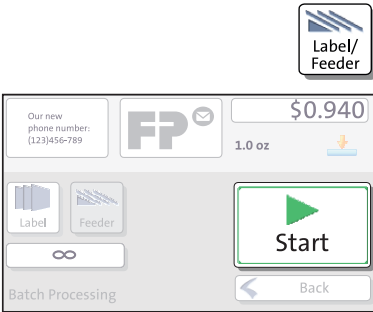 Label/
Feeder
Our new
phone number:
(123)456-789
FP
$0.940
1.0 oz
Label
Feeder
∞
Start
Batch Processing
Back